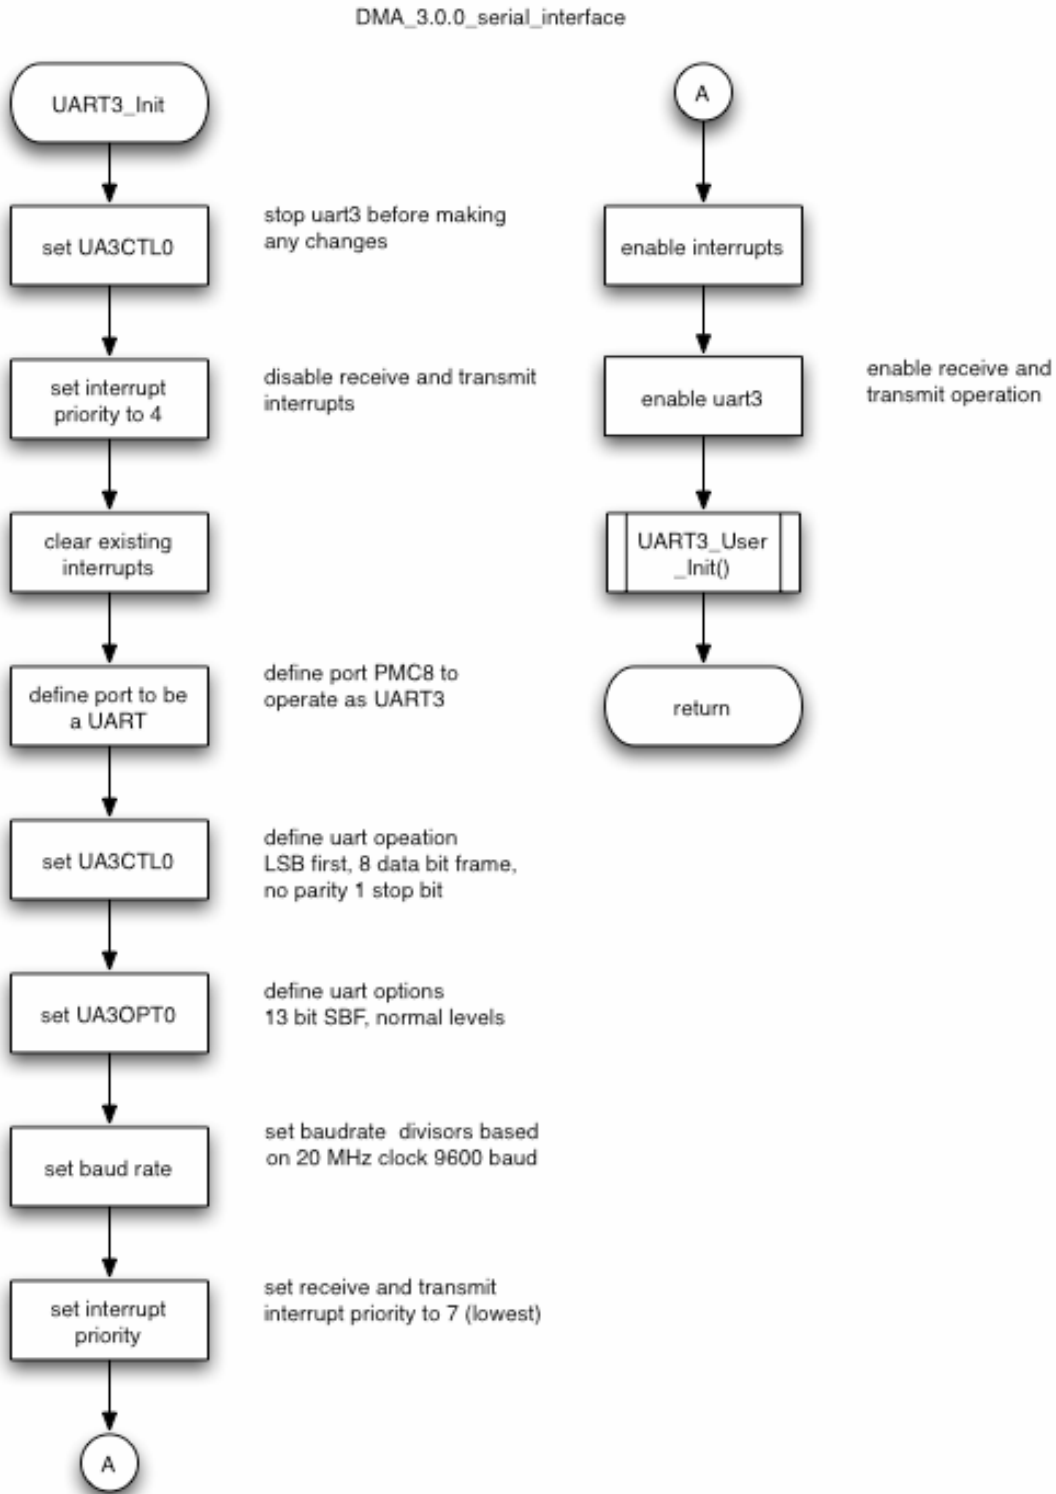 DMA_3.0.0_serial_interface
UART3_Init
set UA3CTL0
stop uart3 before making
any changes
set interrupt
priority to 4
disable receive and transmit
interrupts
clear existing
interrupts
define port to be
a UART
define port PMC8 to
operate as UART3
set UA3CTL0
define uart opeation
LSB first, 8 data bit frame,
no parity 1 stop bit
set UA3OPT0
define uart options
13 bit SBF, normal levels
set baud rate
set baudrate  divisors based
on 20 MHz clock 9600 baud
set interrupt
priority
set receive and transmit
interrupt priority to 7 (lowest)
A
A
enable interrupts
enable uart3
enable receive and
transmit operation
UART3_User
_Init()
return